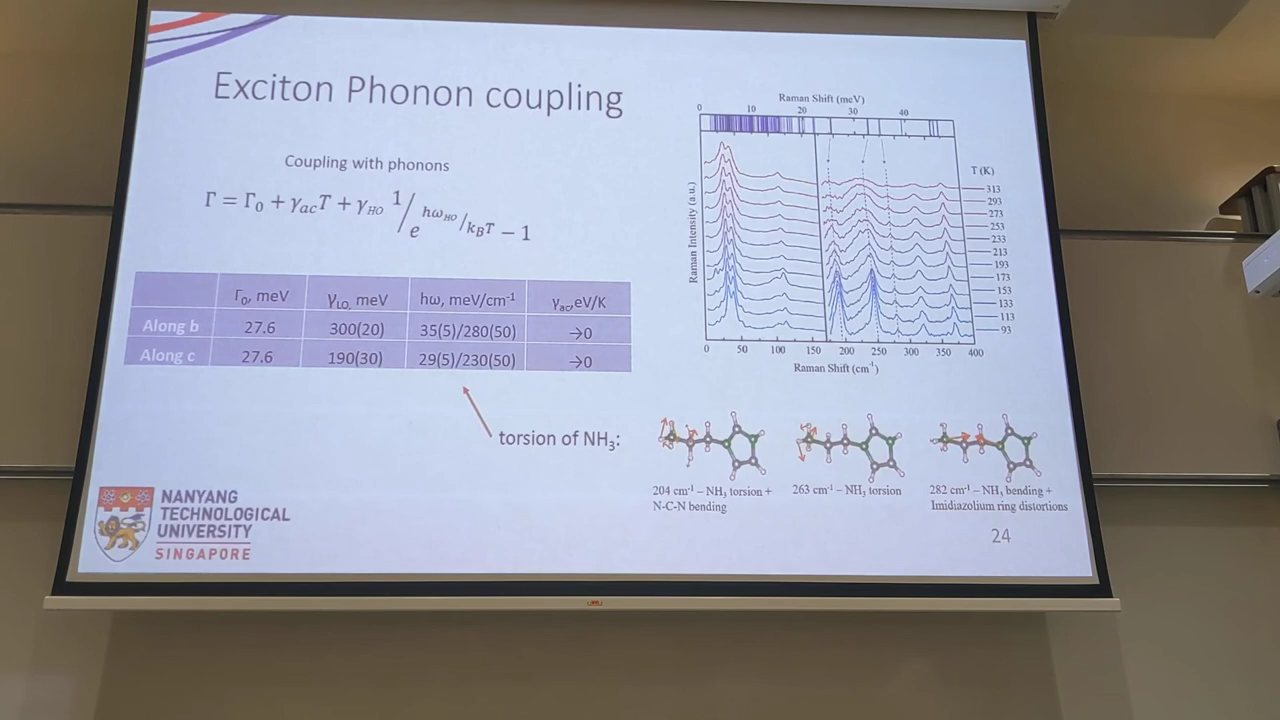 Exciton Phonon coupling
Coupling with phonons
Γ = Γ₀ + γ_ac T + γ_HO 1/e ħω_HO/k_B T − 1
Γ₀, meV γ_LO, meV ħω, meV/cm⁻¹ γ_ac, eV/K
Along b 27.6 300(20) 35(5)/280(50) →0
Along c 27.6 190(30) 29(5)/230(50) →0
torsion of NH₃:
Raman Shift (meV)
0 10 20 30 40
Raman Intensity (a.u.)
T (K)
313
293
273
253
233
213
193
173
153
133
113
93
0 50 100 150 200 250 300 350 400
Raman Shift (cm⁻¹)
204 cm⁻¹ – NH₃ torsion +
N-C-N bending
263 cm⁻¹ – NH₃ torsion
282 cm⁻¹ – NH₃ bending +
Imidiazolium ring distortions
24
NANYANG
TECHNOLOGICAL
UNIVERSITY
SINGAPORE